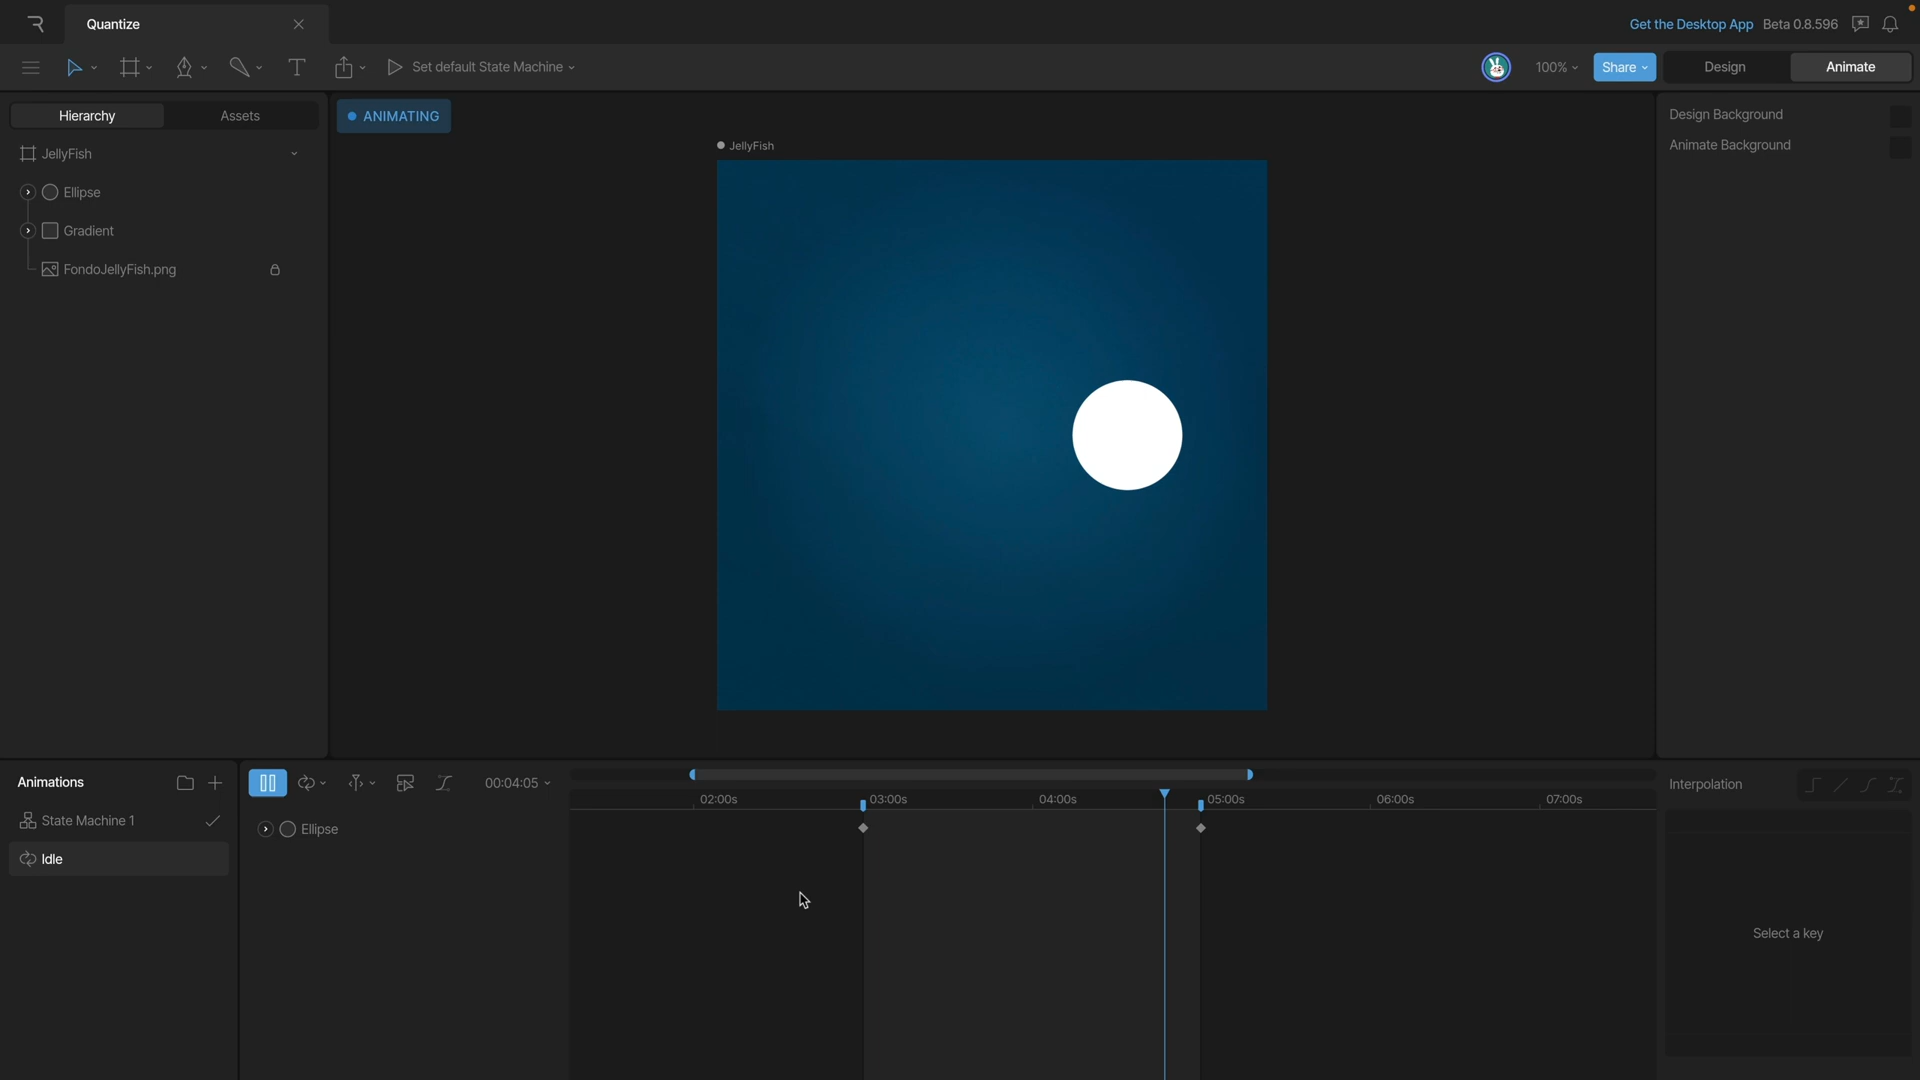 Quantize
Get the Desktop App Beta 0.8.596
Set default State Machine
100%
Share
Design
Animate
Hierarchy
Assets
ANIMATING
Design Background
Animate Background
JellyFish
JellyFish
Ellipse
Gradient
FondoJellyFish.png
Animations
00:04:05
Interpolation
02:00s
03:00s
04:00s
05:00s
06:00s
07:00s
State Machine 1
Ellipse
Idle
Select a key